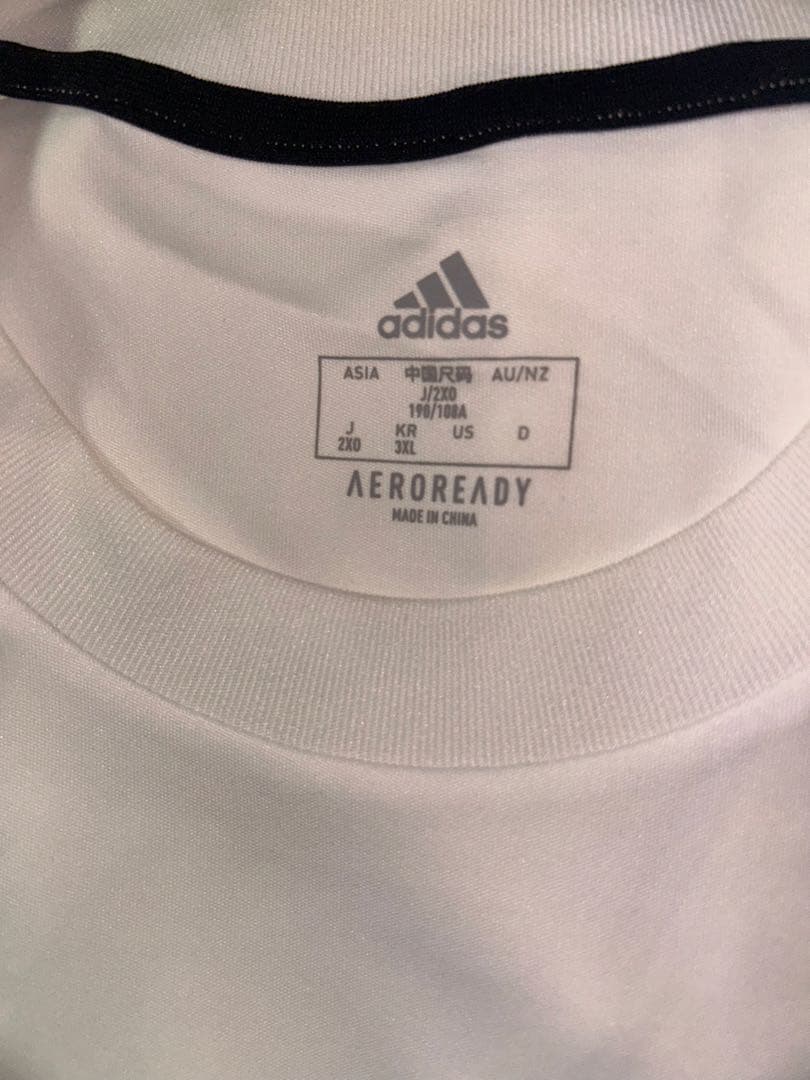 adidas
ASIA 中国尺码 AU/NZ
J/2XO
190/108A
J KR US D
2XO 3XL
AEROREADY
MADE IN CHINA